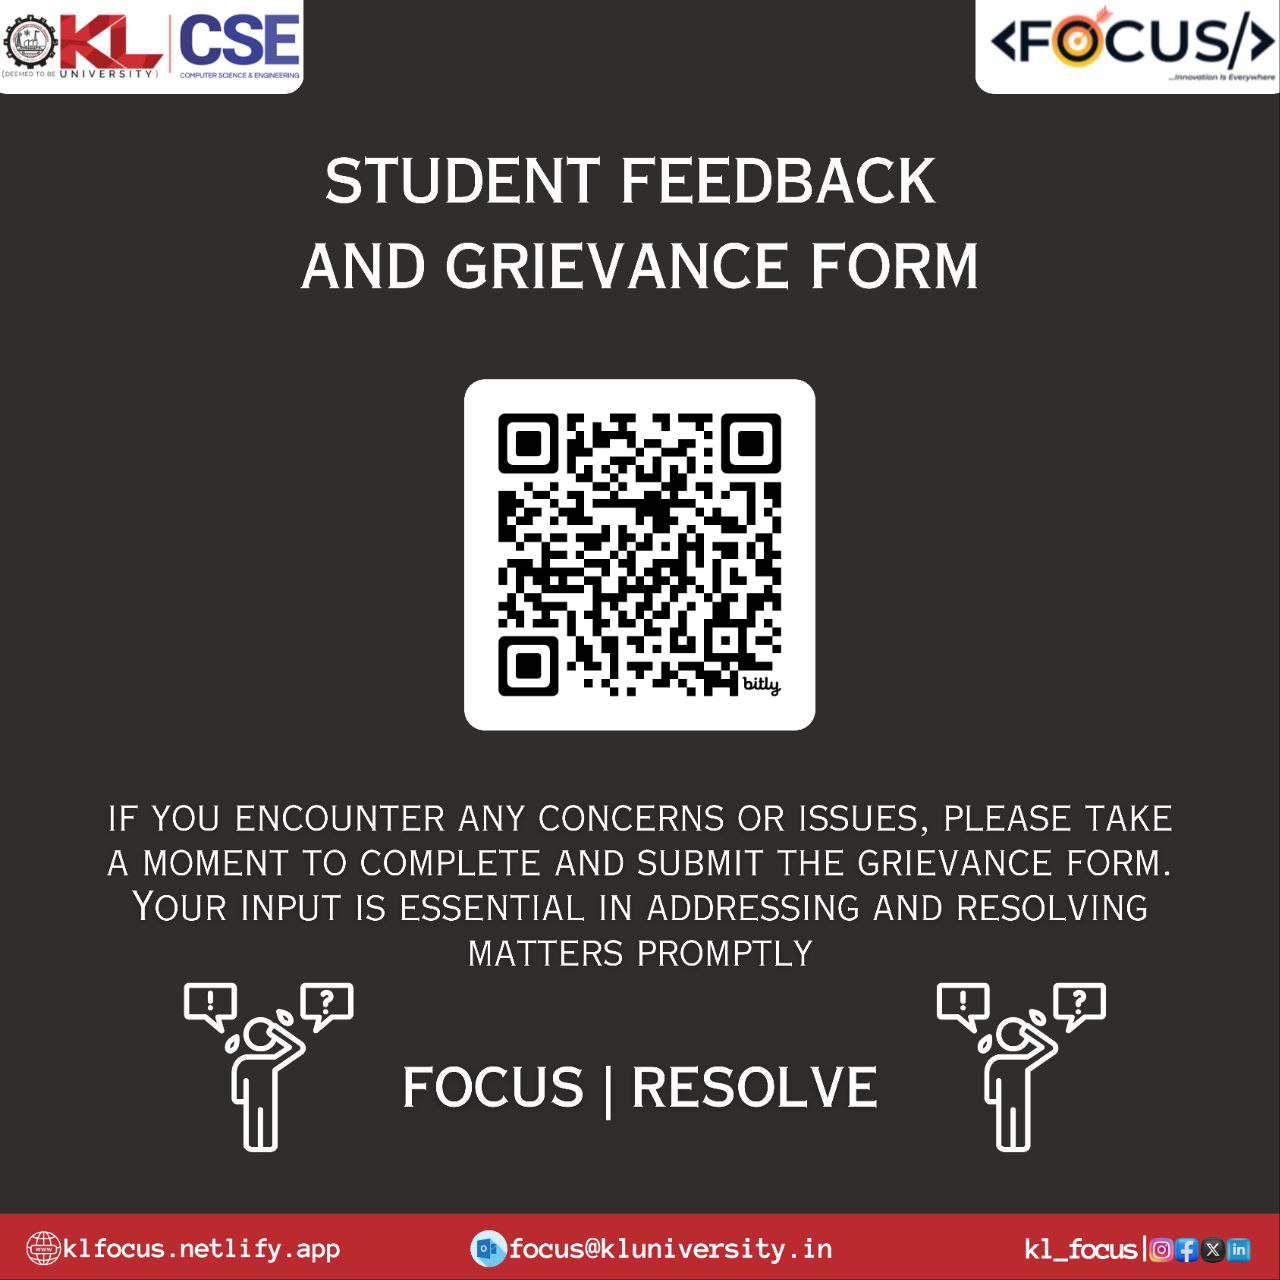 KL | CSE
(DEEMED TO BE UNIVERSITY) COMPUTER SCIENCE & ENGINEERING
<FOCUS/>
...Innovation Is Everywhere
STUDENT FEEDBACK
AND GRIEVANCE FORM
bitly
IF YOU ENCOUNTER ANY CONCERNS OR ISSUES, PLEASE TAKE
A MOMENT TO COMPLETE AND SUBMIT THE GRIEVANCE FORM.
YOUR INPUT IS ESSENTIAL IN ADDRESSING AND RESOLVING
MATTERS PROMPTLY
! ? ! ?
FOCUS | RESOLVE
www klfocus.netlify.app focus@kluniversity.in kl_focus|